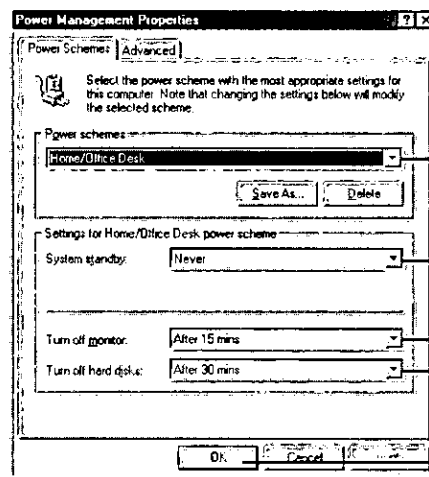 Power Management Properties
Power Schemes
Advanced
Select the power scheme with the most appropriate settings for
this computer. Note that changing the settings below will modify
the selected scheme.
Power schemes
Home/Office Desk
Save As...
Delete
Settings for Home/Office Desk power scheme
System standby:
Never
Turn off monitor:
After 15 mins
Turn off hard disks:
After 30 mins
OK
Cancel